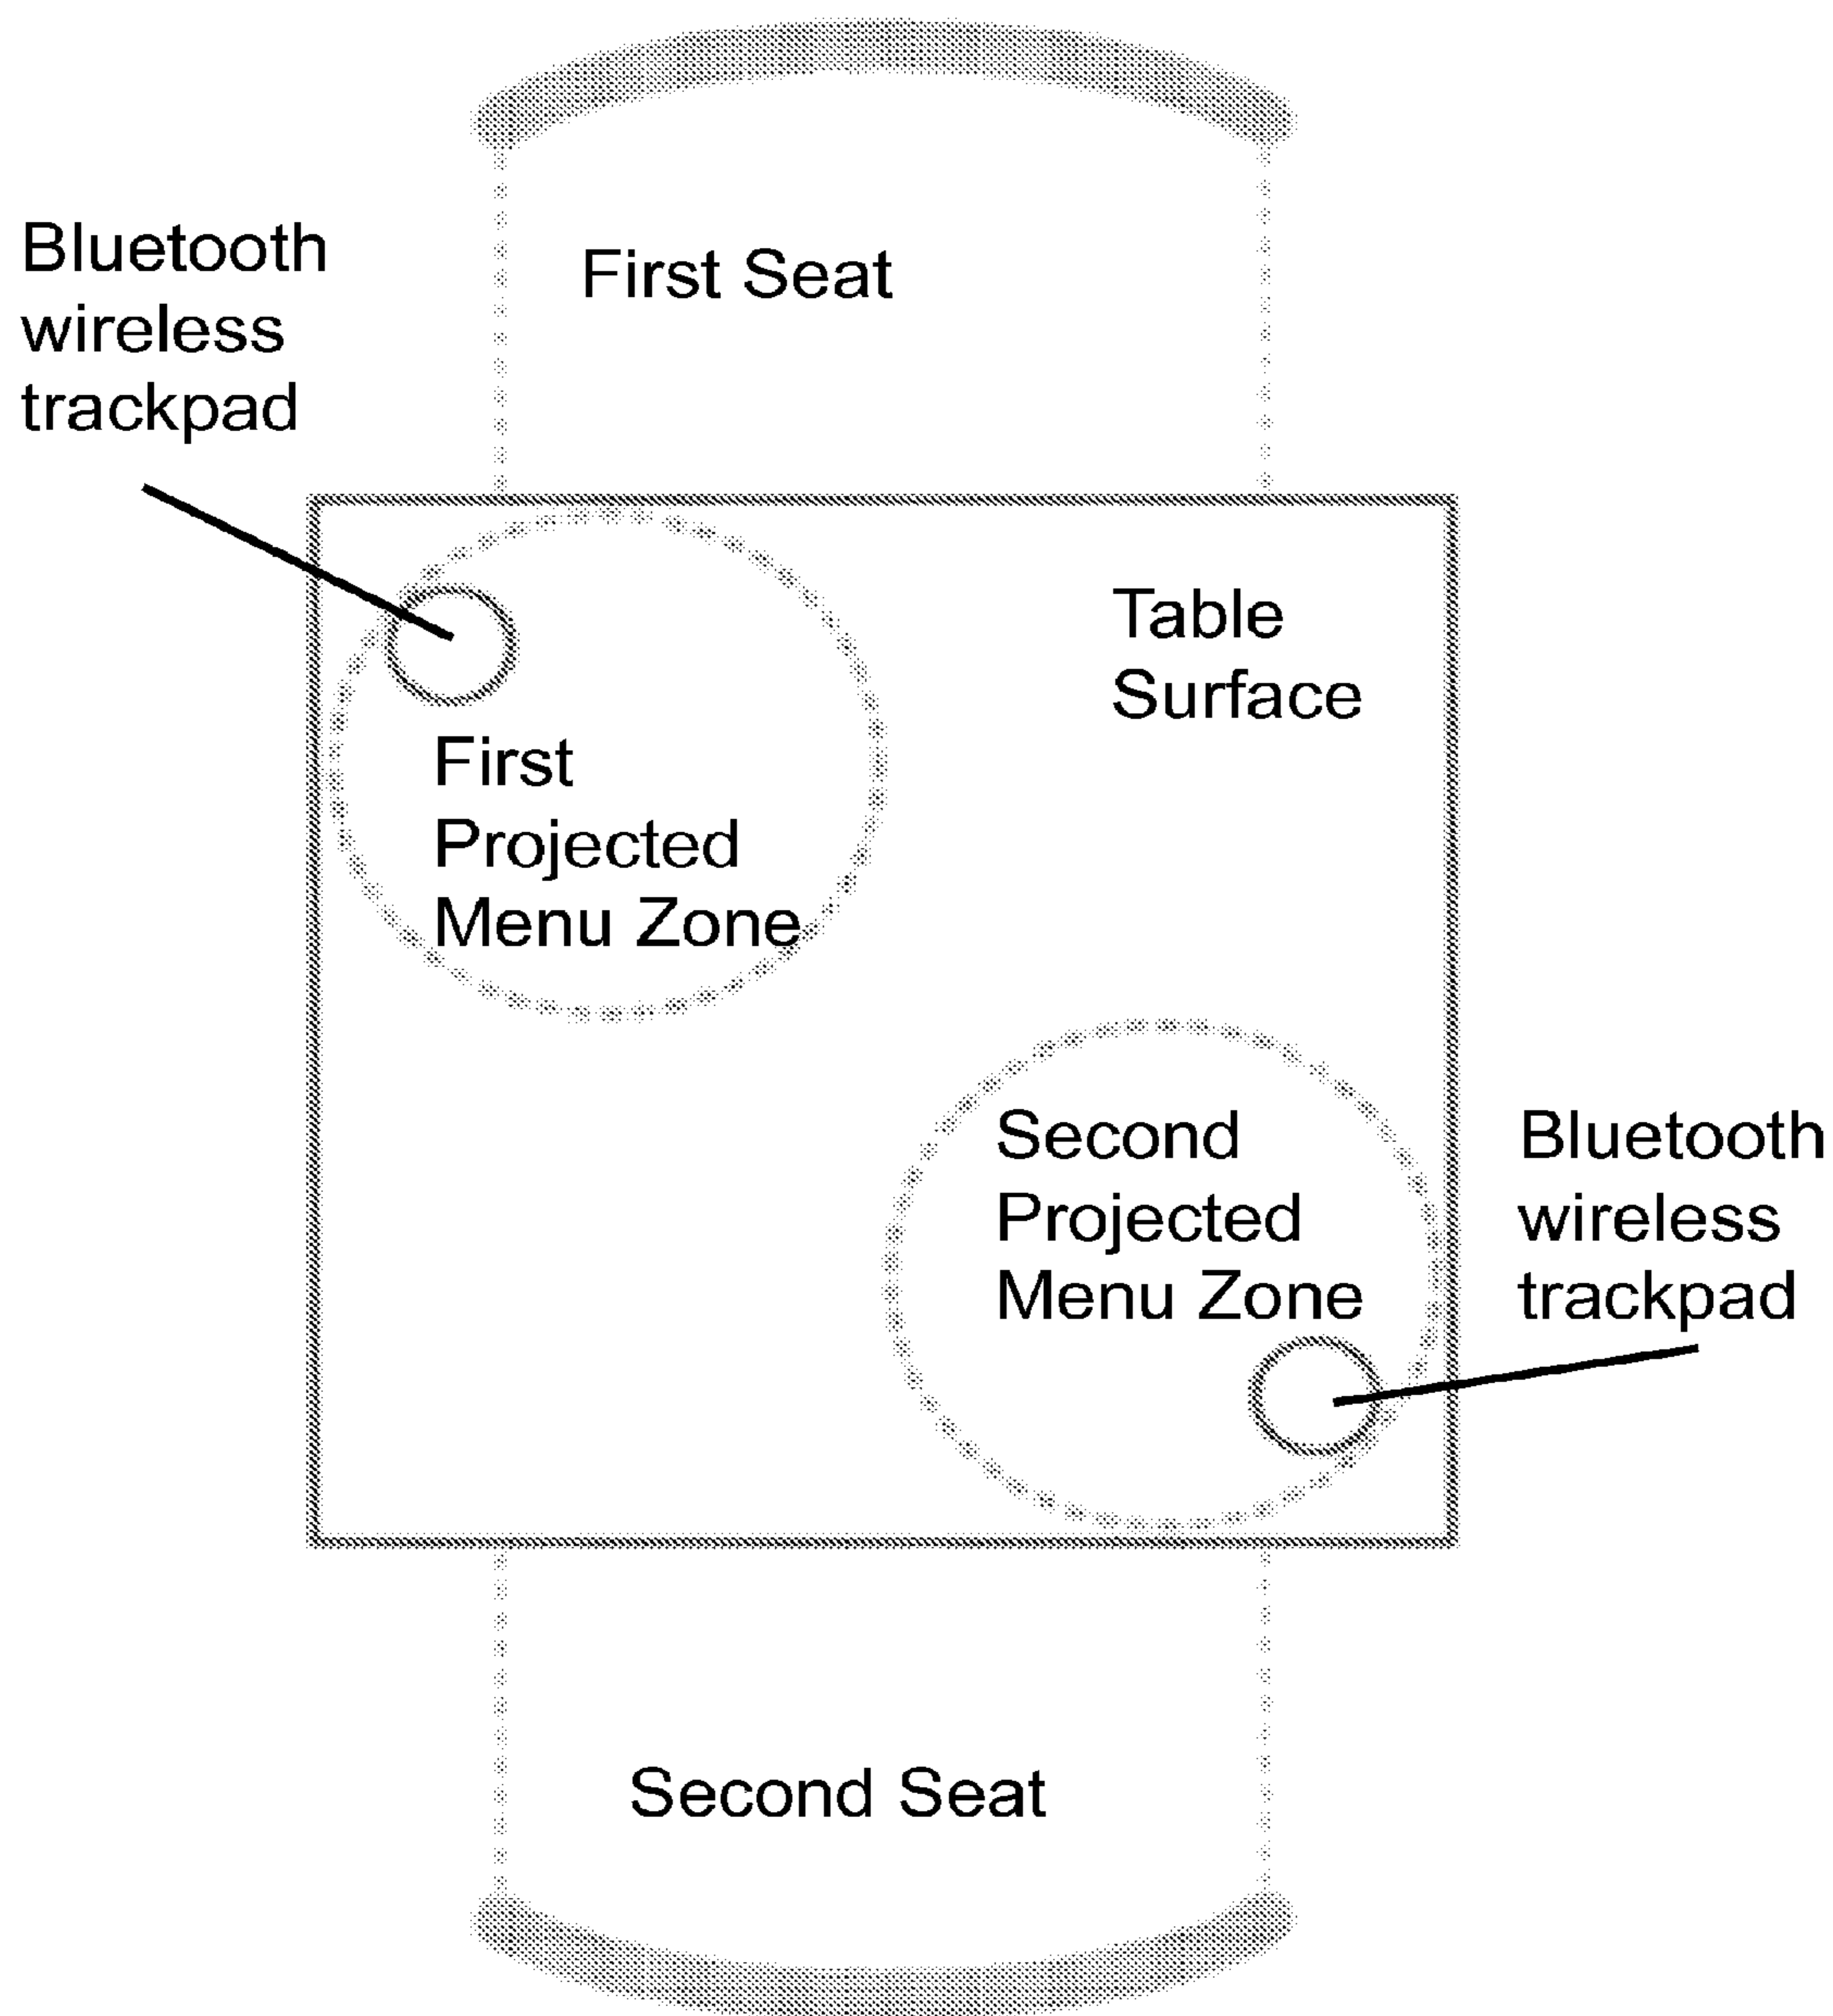 Bluetooth
wireless
trackpad
First Seat
Table
Surface
First
Projected
Menu Zone
Second
Projected
Menu Zone
Bluetooth
wireless
trackpad
Second Seat